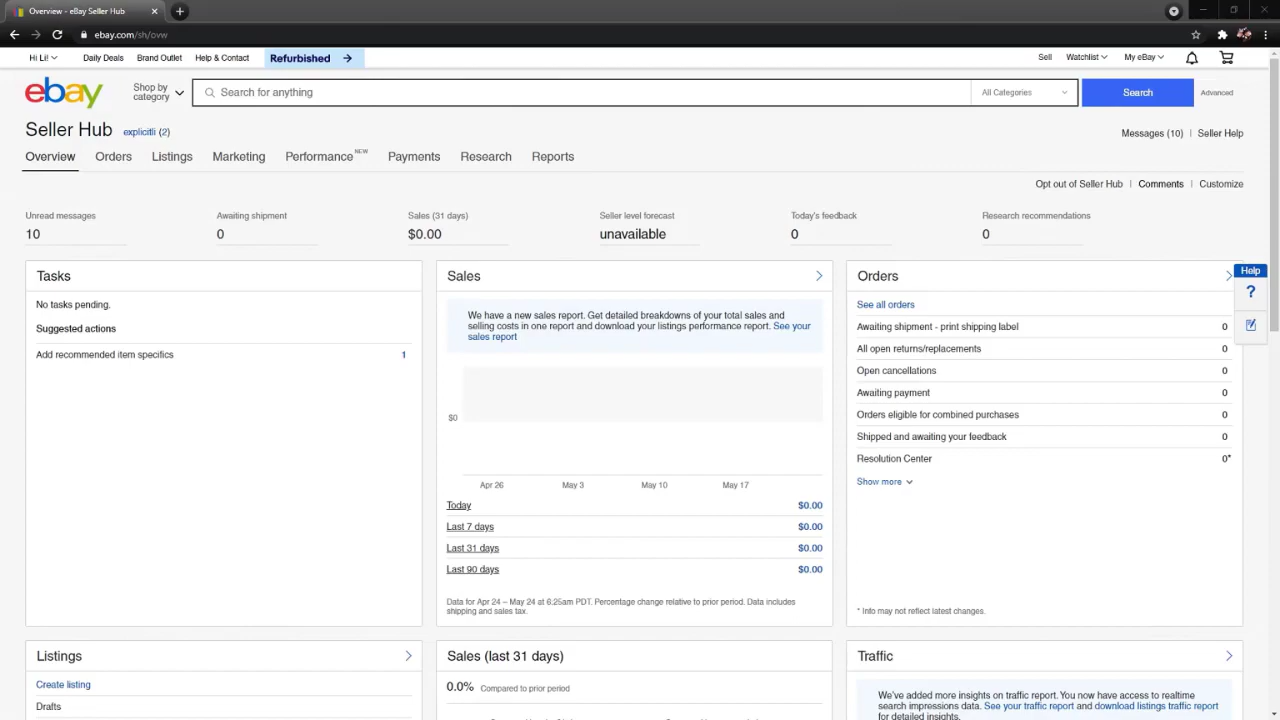 Overview - eBay Seller Hub
ebay.com/sh/ovw
Hi Li!
Daily Deals
Brand Outlet
Help & Contact
Refurbished
Sell
Watchlist
My eBay
ebay
Shop by
category
Search for anything
All Categories
Search
Advanced
Seller Hub
explicitli (2)
Messages (10) | Seller Help
Overview
Orders
Listings
Marketing
Performance NEW
Payments
Research
Reports
Opt out of Seller Hub | Comments | Customize
Unread messages
10
Awaiting shipment
0
Sales (31 days)
$0.00
Seller level forecast
unavailable
Today's feedback
0
Research recommendations
0
Tasks
No tasks pending.
Suggested actions
Add recommended item specifics 1
Sales
We have a new sales report. Get detailed breakdowns of your total sales and
selling costs in one report and download your listings performance report. See your
sales report
$0
Apr 26 May 3 May 10 May 17
Today $0.00
Last 7 days $0.00
Last 31 days $0.00
Last 90 days $0.00
Data for Apr 24 – May 24 at 6.25am PDT. Percentage change relative to prior period. Data includes
shipping and sales tax.
Orders
See all orders
Awaiting shipment - print shipping label 0
All open returns/replacements 0
Open cancellations 0
Awaiting payment 0
Orders eligible for combined purchases 0
Shipped and awaiting your feedback 0
Resolution Center 0*
Show more
* Info may not reflect latest changes.
Help
?
Listings
Create listing
Drafts
Sales (last 31 days)
0.0% Compared to prior period
Traffic
We've added more insights on traffic report. You now have access to realtime
search impressions data. See your traffic report and download listings traffic report
for detailed insights.